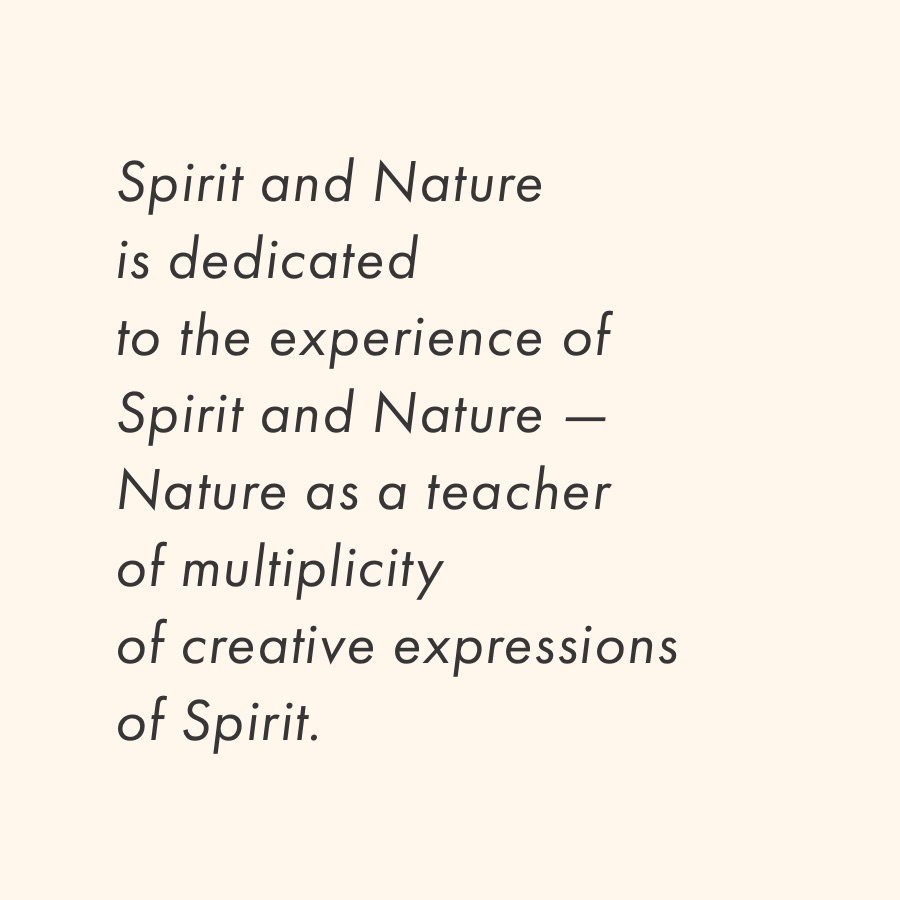 Spirit and Nature
is dedicated
to the experience of
Spirit and Nature —
Nature as a teacher
of multiplicity
of creative expressions
of Spirit.